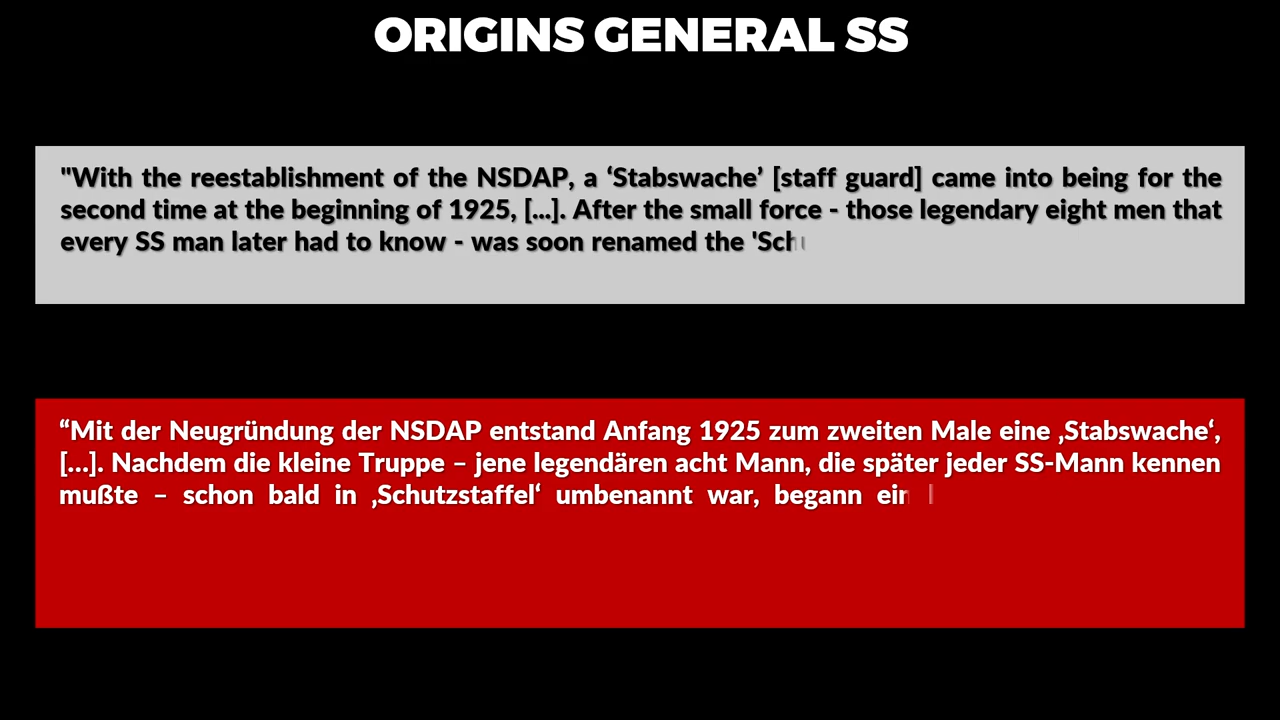 ORIGINS GENERAL SS
"With the reestablishment of the NSDAP, a ‘Stabswache’ [staff guard] came into being for the
second time at the beginning of 1925, [...]. After the small force - those legendary eight men that
every SS man later had to know - was soon renamed the
“Mit der Neugründung der NSDAP entstand Anfang 1925 zum zweiten Male eine ‚Stabswache‘,
[…]. Nachdem die kleine Truppe – jene legendären acht Mann, die später jeder SS-Mann kennen
mußte – schon bald in ‚Schutzstaffel‘ umbenannt war, begann